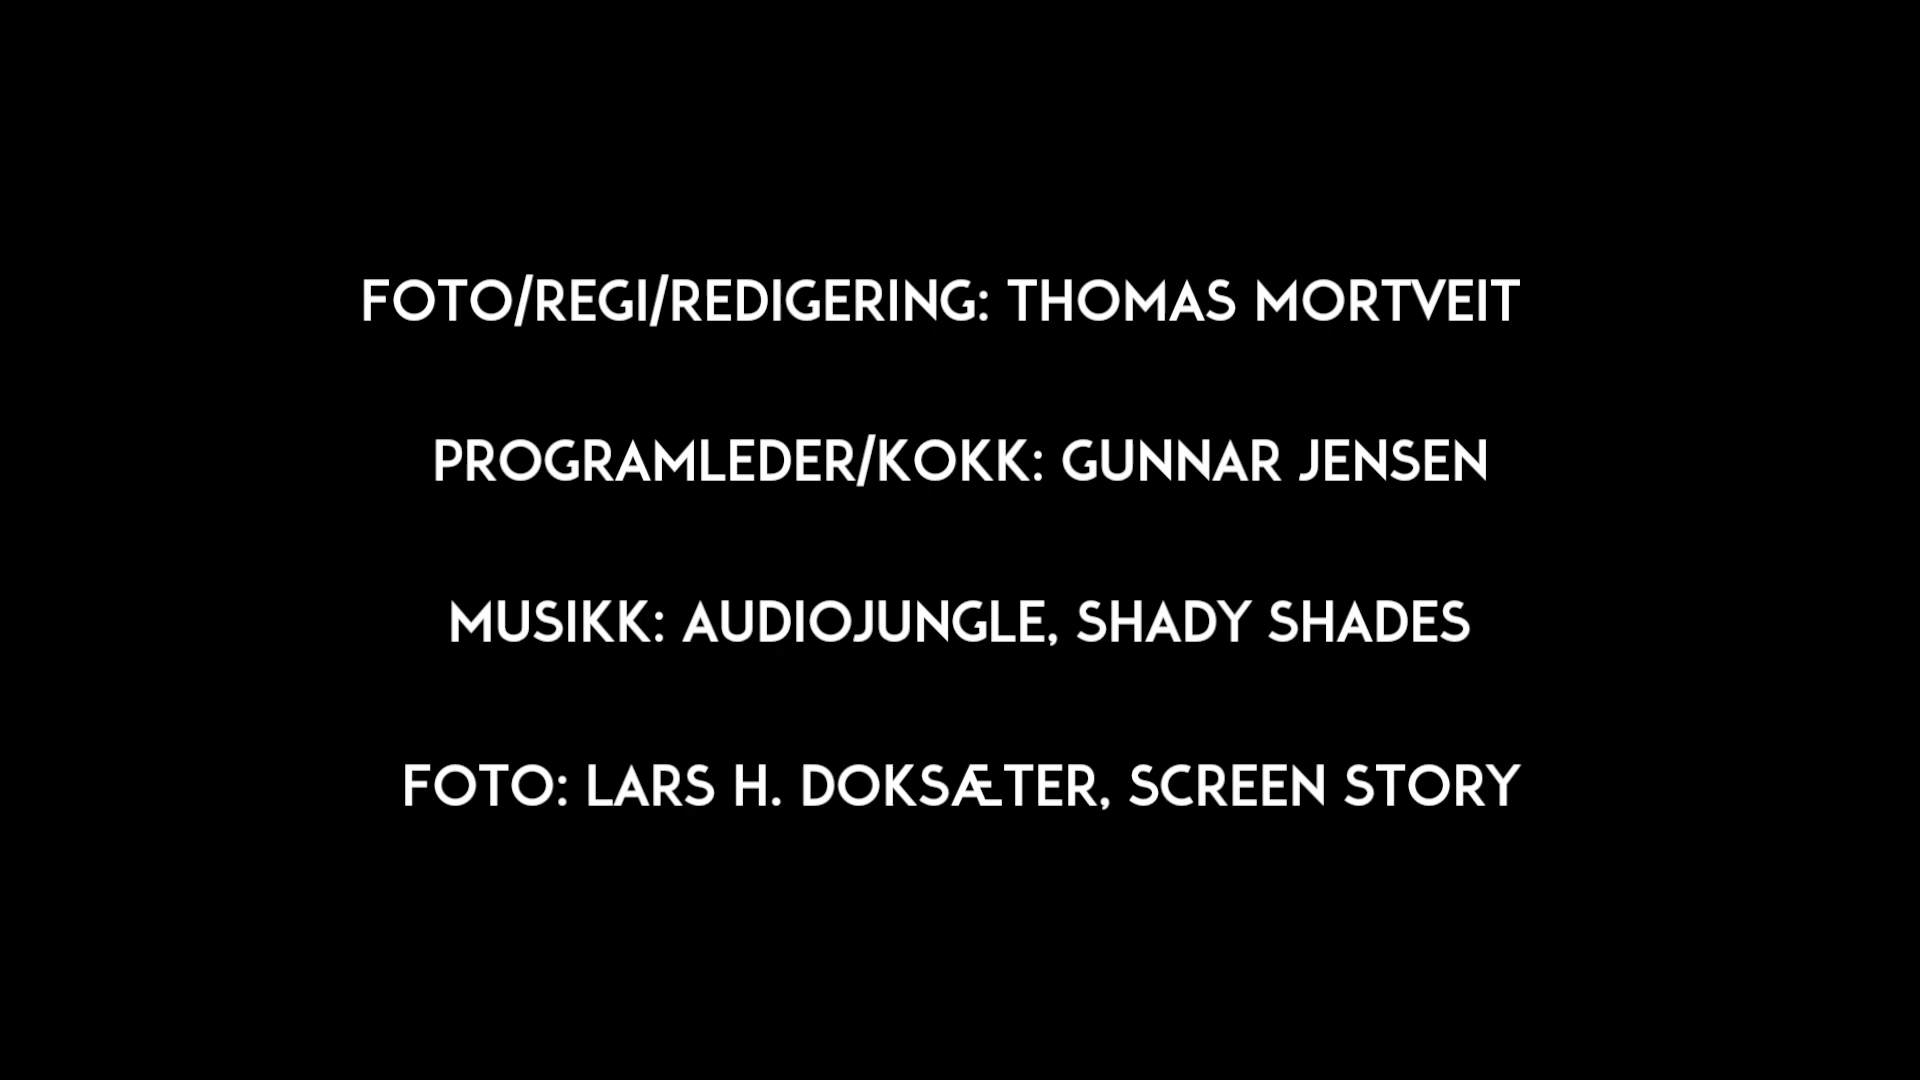 FOTO/REGI/REDIGERING: THOMAS MORTVEIT
PROGRAMLEDER/KOKK: GUNNAR JENSEN
MUSIKK: AUDIOJUNGLE, SHADY SHADES
FOTO: LARS H. DOKSÆTER, SCREEN STORY